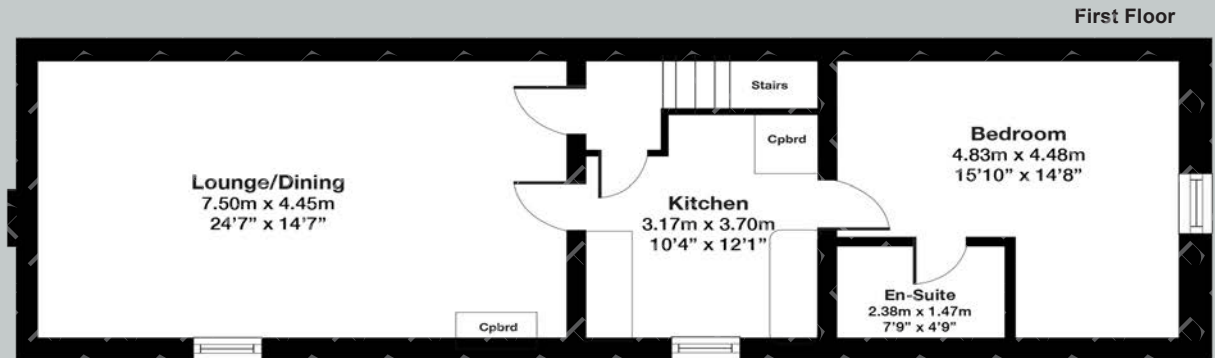 First Floor
Stairs
Cpbrd
Bedroom
4.83m x 4.48m
15'10" x 14'8"
Lounge/Dining
7.50m x 4.45m
24'7" x 14'7"
Kitchen
3.17m x 3.70m
10'4" x 12'1"
En-Suite
2.38m x 1.47m
7'9" x 4'9"
Cpbrd